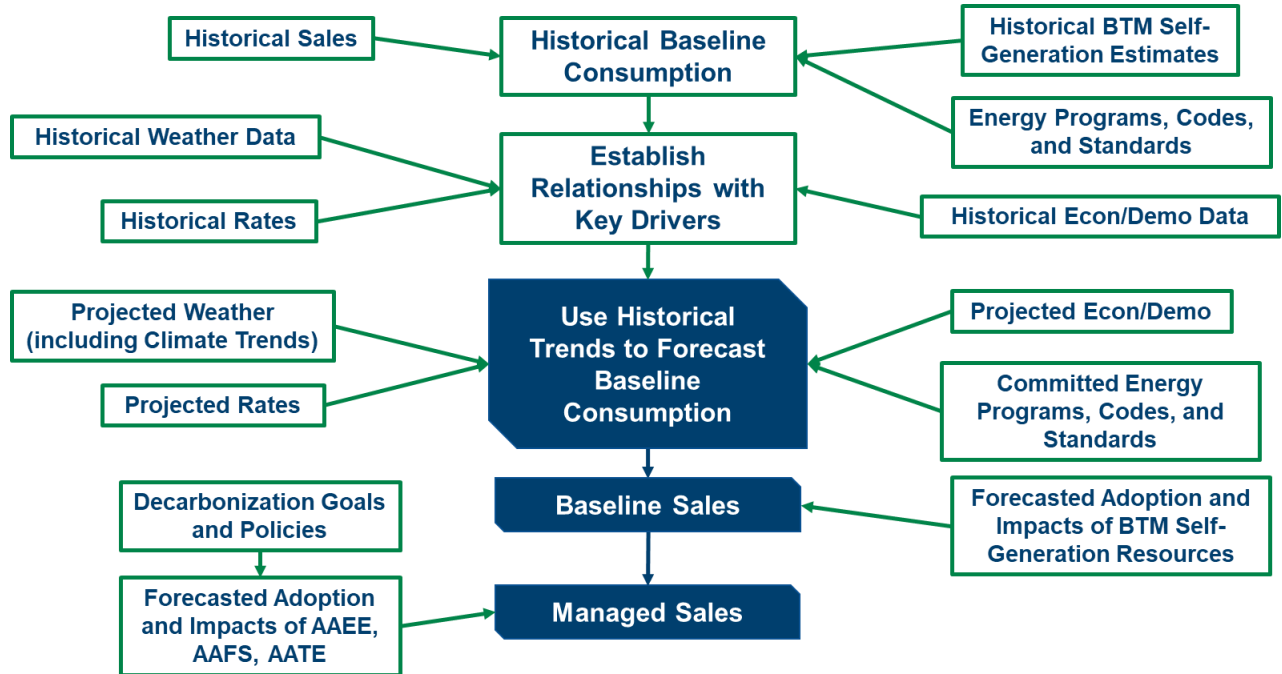 Historical Sales
Historical Baseline
Consumption
Historical BTM Self-
Generation Estimates
Energy Programs, Codes,
and Standards
Historical Weather Data
Historical Rates
Establish
Relationships with
Key Drivers
Historical Econ/Demo Data
Projected Weather
(including Climate Trends)
Projected Rates
Use Historical
Trends to Forecast
Baseline
Consumption
Projected Econ/Demo
Committed Energy
Programs, Codes, and
Standards
Baseline Sales
Forecasted Adoption and
Impacts of BTM Self-
Generation Resources
Decarbonization Goals
and Policies
Forecasted Adoption
and Impacts of AAEE,
AAFS, AATE
Managed Sales